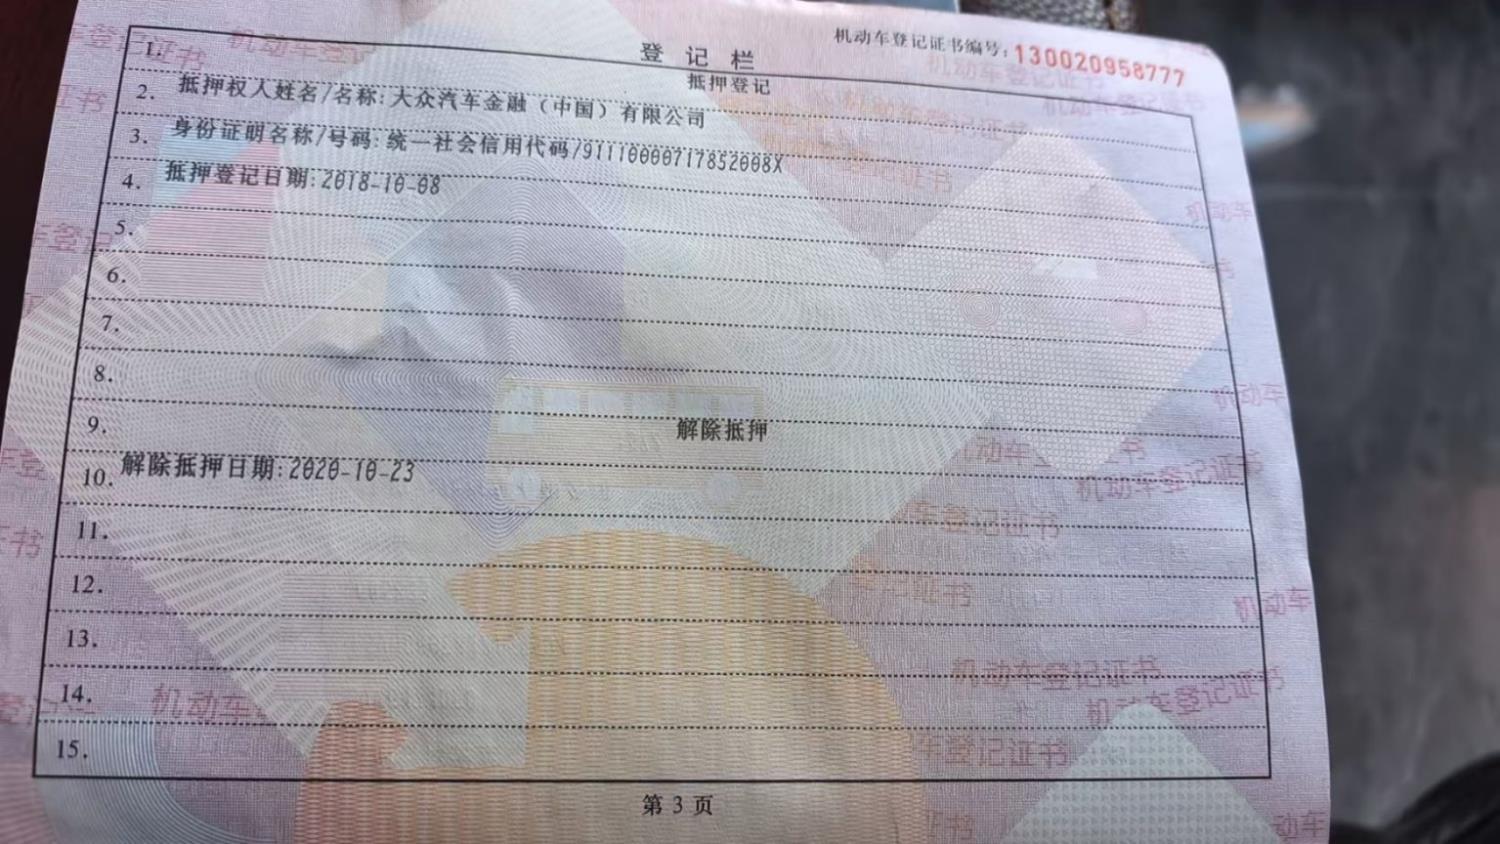 机动车登记证书编号:130020958777
登记栏
1. 抵押登记
2. 抵押权人姓名/名称:大众汽车金融（中国）有限公司
3. 身份证明名称/号码:统一社会信用代码/91110000717852008X
4. 抵押登记日期:2018-10-08
5.
6.
7.
8.
9. 解除抵押
10. 解除抵押日期:2020-10-23
11.
12.
13.
14.
15.
第 3 页